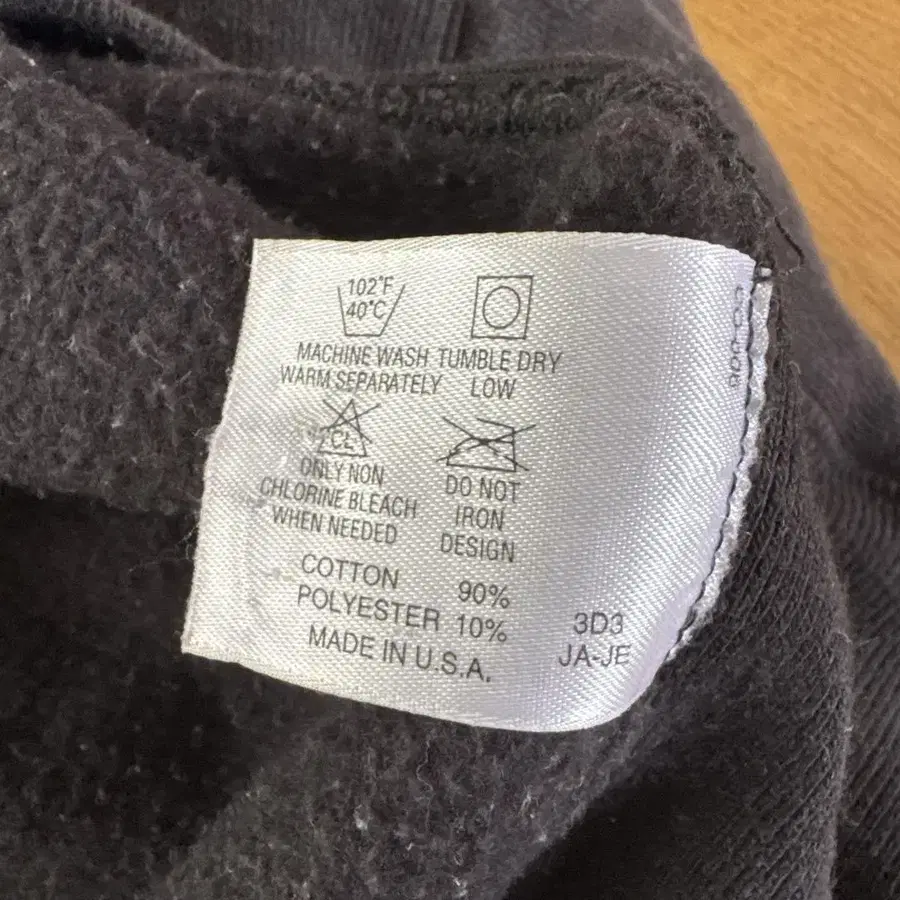 102°F
40°C
MACHINE WASH
WARM SEPARATELY
TUMBLE DRY
LOW
CL
ONLY NON
CHLORINE BLEACH
WHEN NEEDED
DO NOT
IRON
DESIGN
COTTON 90%
POLYESTER 10%
MADE IN U.S.A.
3D3
JA-JE